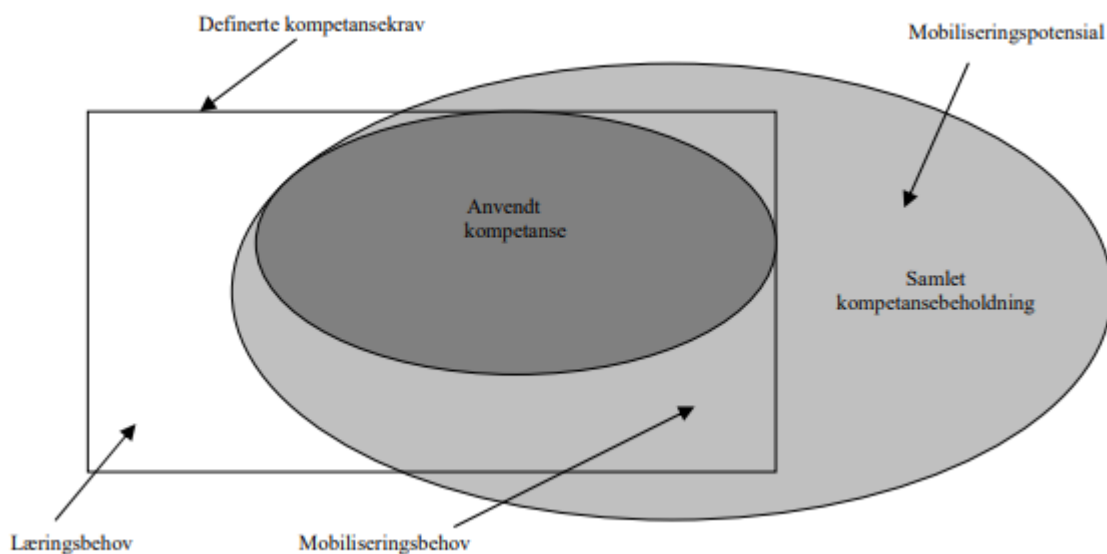 Definerte kompetansekrav
Mobiliseringspotensial
Anvendt
kompetanse
Samlet
kompetansebeholdning
Læringsbehov
Mobiliseringsbehov